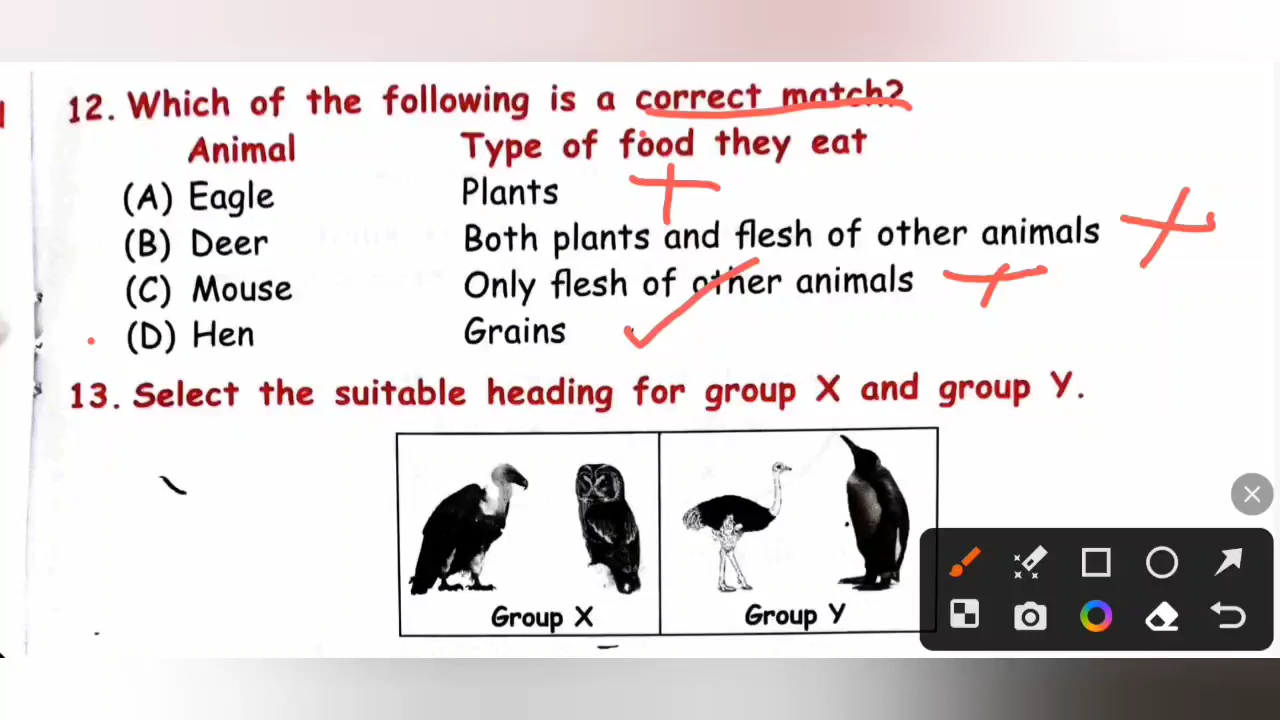 12. Which of the following is a correct match?
Animal Type of food they eat
(A) Eagle Plants
(B) Deer Both plants and flesh of other animals
(C) Mouse Only flesh of other animals
(D) Hen Grains
13. Select the suitable heading for group X and group Y.
Group X Group Y